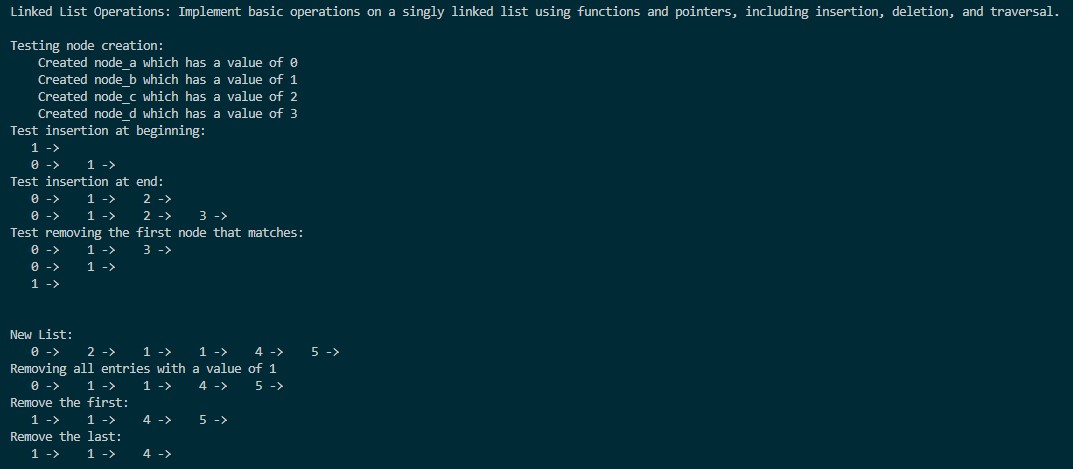 Linked List Operations: Implement basic operations on a singly linked list using functions and pointers, including insertion, deletion, and traversal.
Testing node creation:
Created node_a which has a value of 0
Created node_b which has a value of 1
Created node_c which has a value of 2
Created node_d which has a value of 3
Test insertion at beginning:
1 ->
0 -> 1 ->
Test insertion at end:
0 -> 1 -> 2 ->
0 -> 1 -> 2 -> 3 ->
Test removing the first node that matches:
0 -> 1 -> 3 ->
0 -> 1 ->
1 ->
New List:
0 -> 2 -> 1 -> 1 -> 4 -> 5 ->
Removing all entries with a value of 1
0 -> 1 -> 1 -> 4 -> 5 ->
Remove the first:
1 -> 1 -> 4 -> 5 ->
Remove the last:
1 -> 1 -> 4 ->